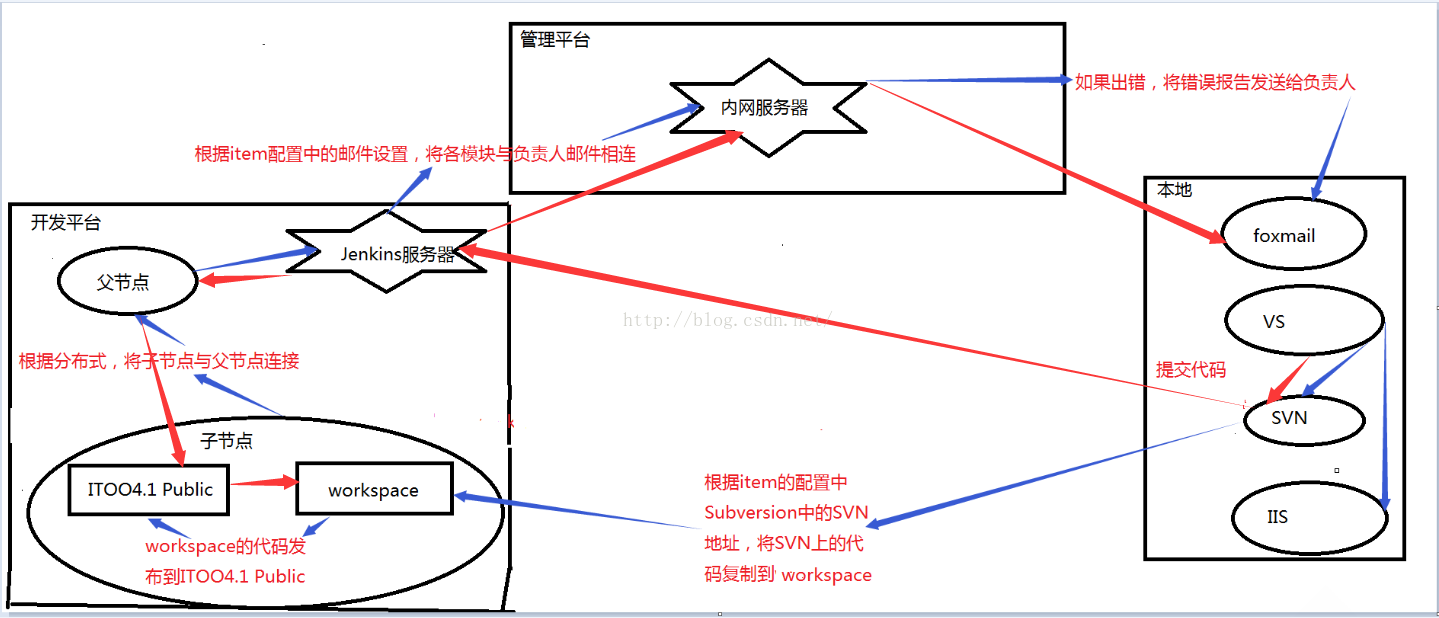 管理平台
内网服务器
如果出错，将错误报告发送给负责人
根据item配置中的邮件设置，将各模块与负责人邮件相连
本地
foxmail
VS
提交代码
SVN
IIS
开发平台
Jenkins服务器
父节点
http://blog.csdn.net/
根据分布式，将子节点与父节点连接
子节点
ITOO4.1 Public
workspace
workspace的代码发
布到ITOO4.1 Public
根据item的配置中
Subversion中的SVN
地址，将SVN上的代
码复制到 workspace